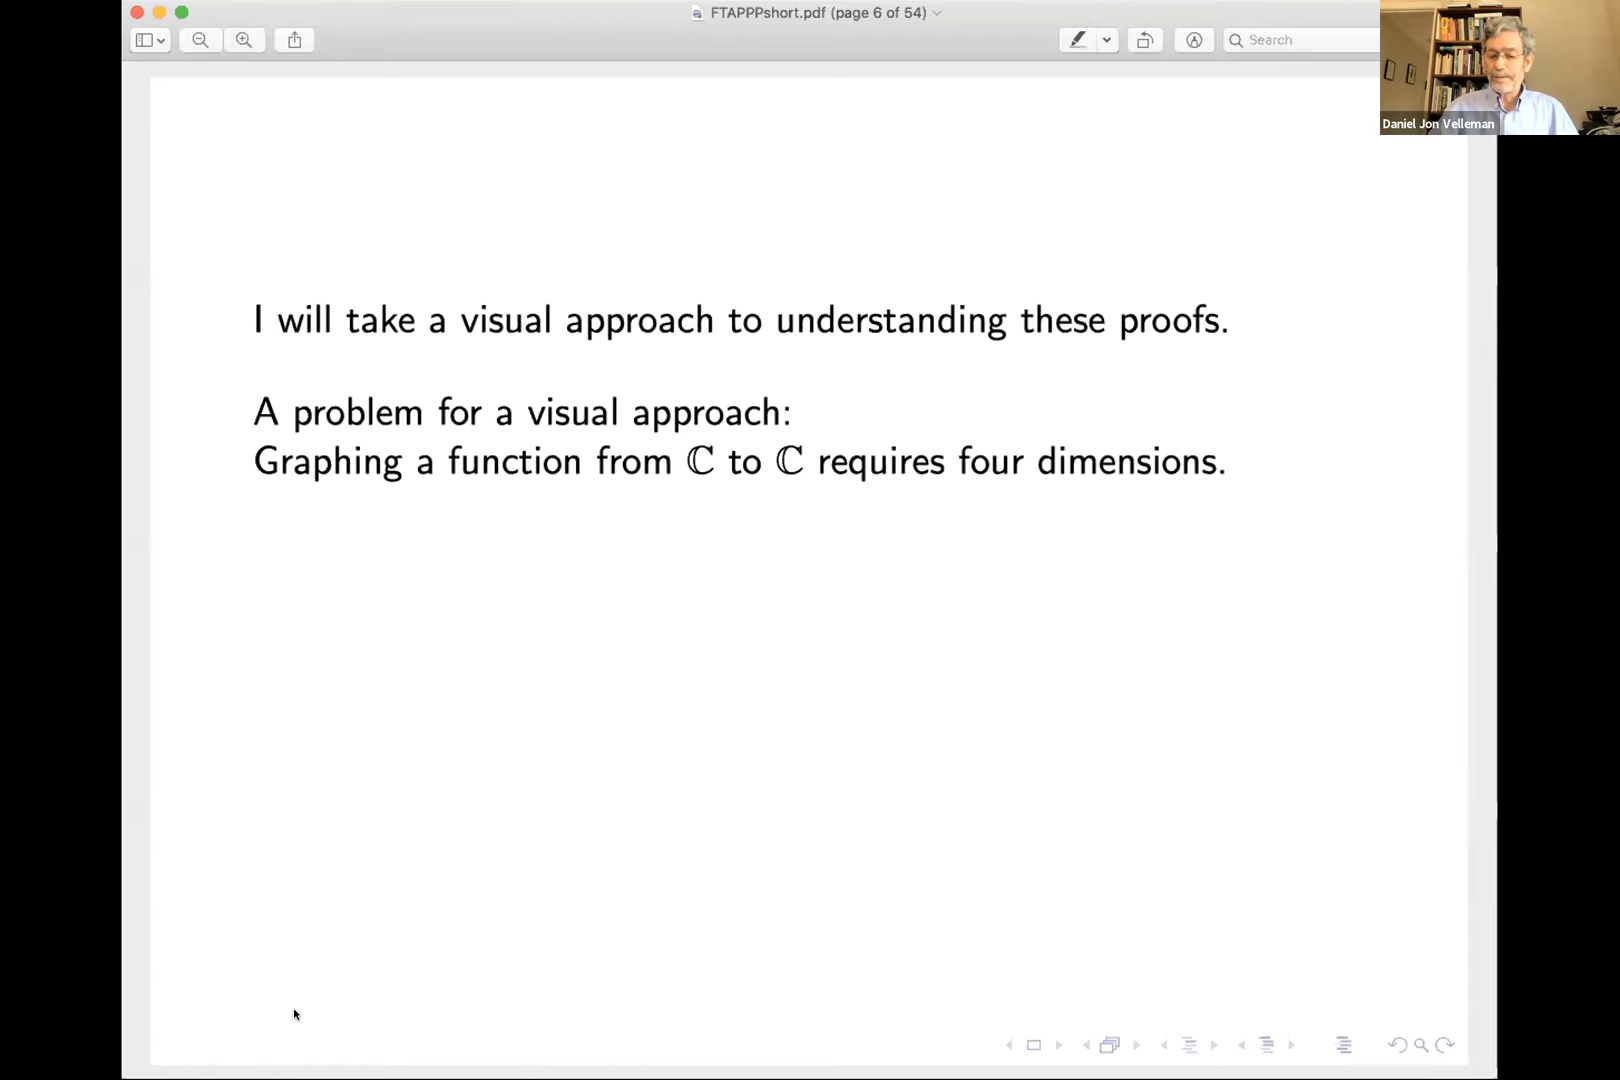 FTAPPPshort.pdf (page 6 of 54)
Search
Daniel Jon Velleman
I will take a visual approach to understanding these proofs.
A problem for a visual approach:
Graphing a function from ℂ to ℂ requires four dimensions.